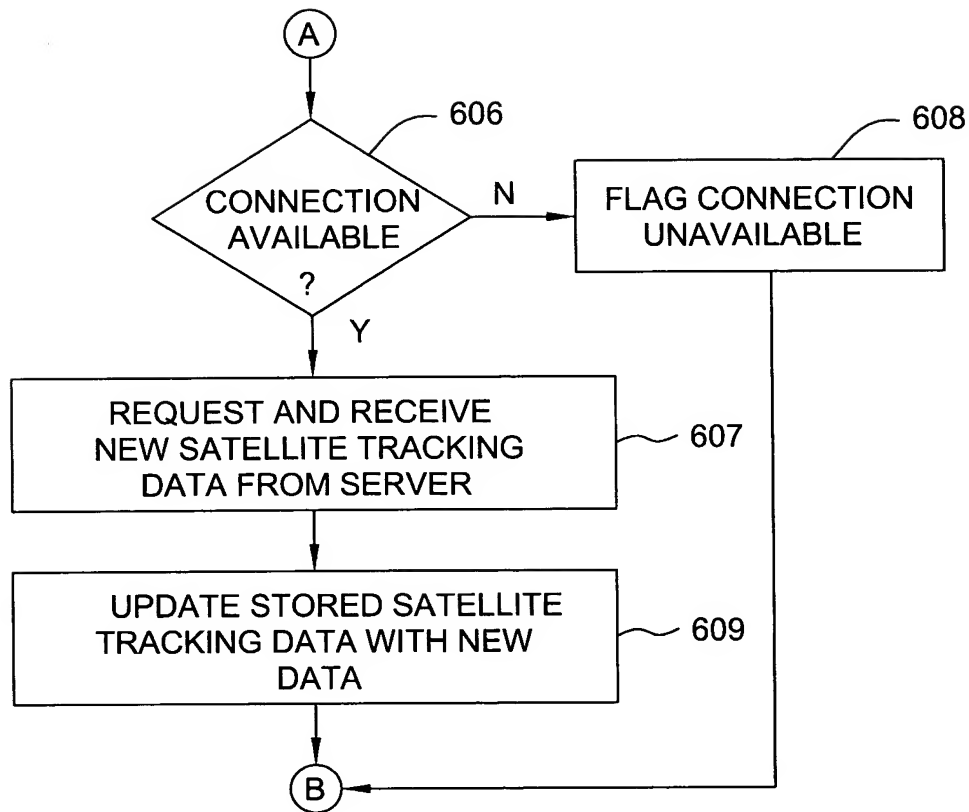 A
606
CONNECTION
AVAILABLE
?
N
608
FLAG CONNECTION
UNAVAILABLE
Y
REQUEST AND RECEIVE
NEW SATELLITE TRACKING
DATA FROM SERVER
607
UPDATE STORED SATELLITE
TRACKING DATA WITH NEW
DATA
609
B